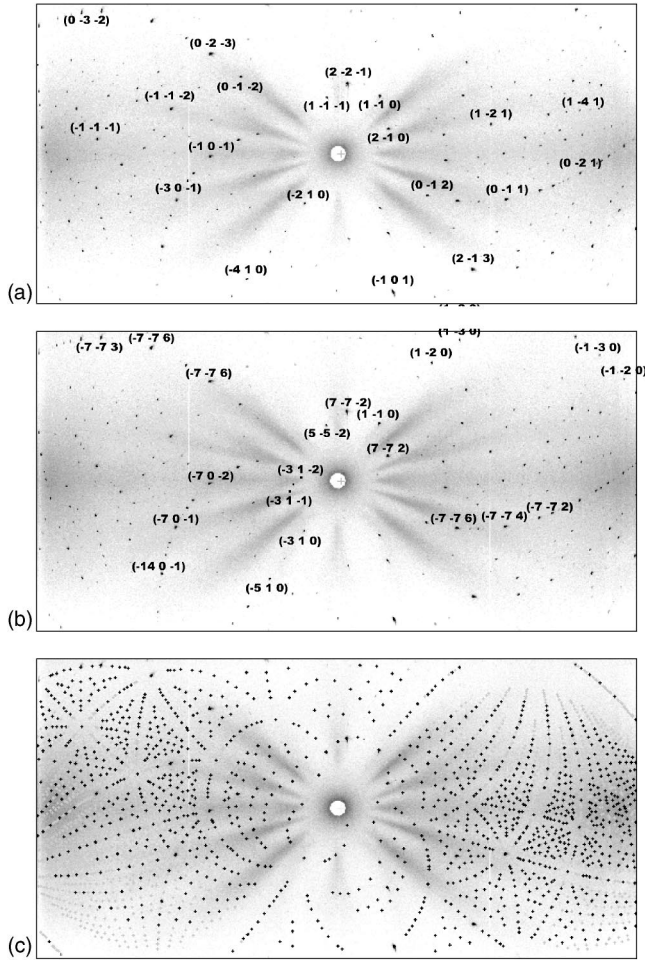 (0 -3 -2)
(0 -2 -3)
(2 -2 -1)
(0 -1 -2)
(-1 -1 -2)
(1 -1 -1)
(1 -1 0)
(1 -4 1)
(1 -2 1)
(-1 -1 -1)
(2 -1 0)
(-1 0 -1)
(0 -2 1)
(-3 0 -1)
(-2 1 0)
(0 -1 2)
(0 -1 1)
(2 -1 3)
(-4 1 0)
(-1 0 1)
(a)
(1 -3 0)
(-7 -7 6)
(-7 -7 3)
(-1 -3 0)
(1 -2 0)
(-1 -2 0)
(-7 -7 6)
(7 -7 -2)
(1 -1 0)
(5 -5 -2)
(7 -7 2)
(-7 0 -2)
(-3 1 -2)
(-3 1 -1)
(-7 -7 2)
(-7 0 -1)
(-7 -7 6)
(-7 -7 4)
(-3 1 0)
(-14 0 -1)
(-5 1 0)
(b)
(c)